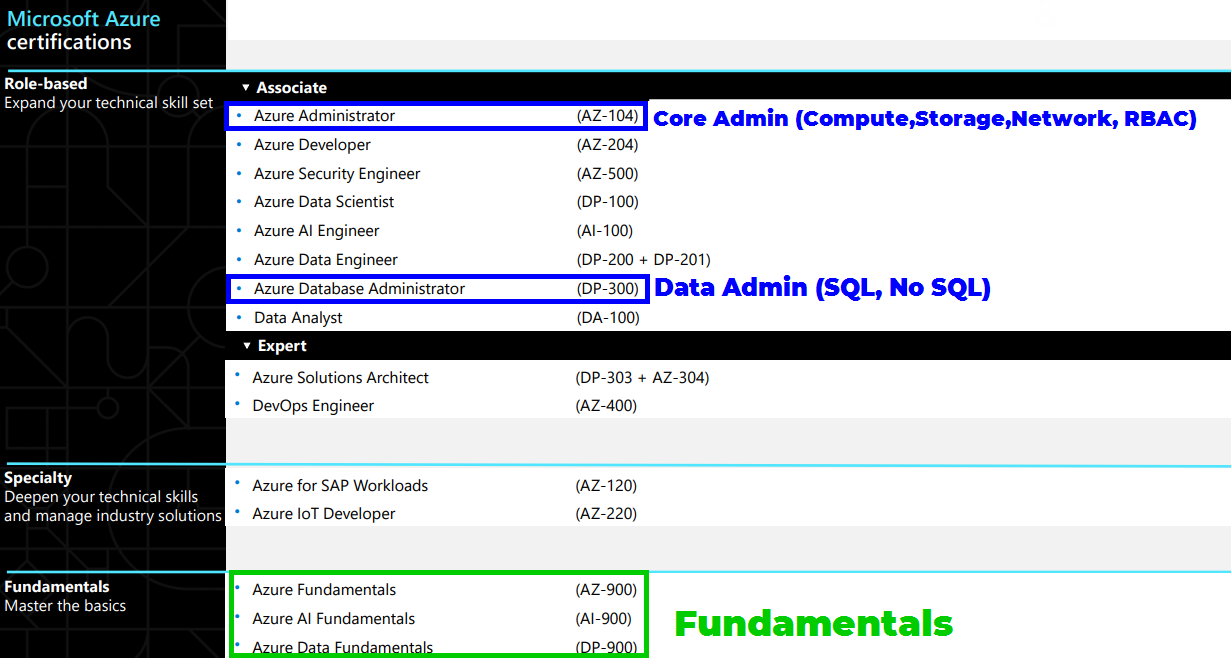 Microsoft Azure
certifications
Role-based
Expand your technical skill set
▼ Associate
• Azure Administrator (AZ-104) Core Admin (Compute,Storage,Network, RBAC)
• Azure Developer (AZ-204)
• Azure Security Engineer (AZ-500)
• Azure Data Scientist (DP-100)
• Azure AI Engineer (AI-100)
• Azure Data Engineer (DP-200 + DP-201)
• Azure Database Administrator (DP-300) Data Admin (SQL, No SQL)
• Data Analyst (DA-100)
▼ Expert
• Azure Solutions Architect (DP-303 + AZ-304)
• DevOps Engineer (AZ-400)
Specialty
Deepen your technical skills
and manage industry solutions
• Azure for SAP Workloads (AZ-120)
• Azure IoT Developer (AZ-220)
Fundamentals
Master the basics
• Azure Fundamentals (AZ-900)
• Azure AI Fundamentals (AI-900)
• Azure Data Fundamentals (DP-900)
Fundamentals